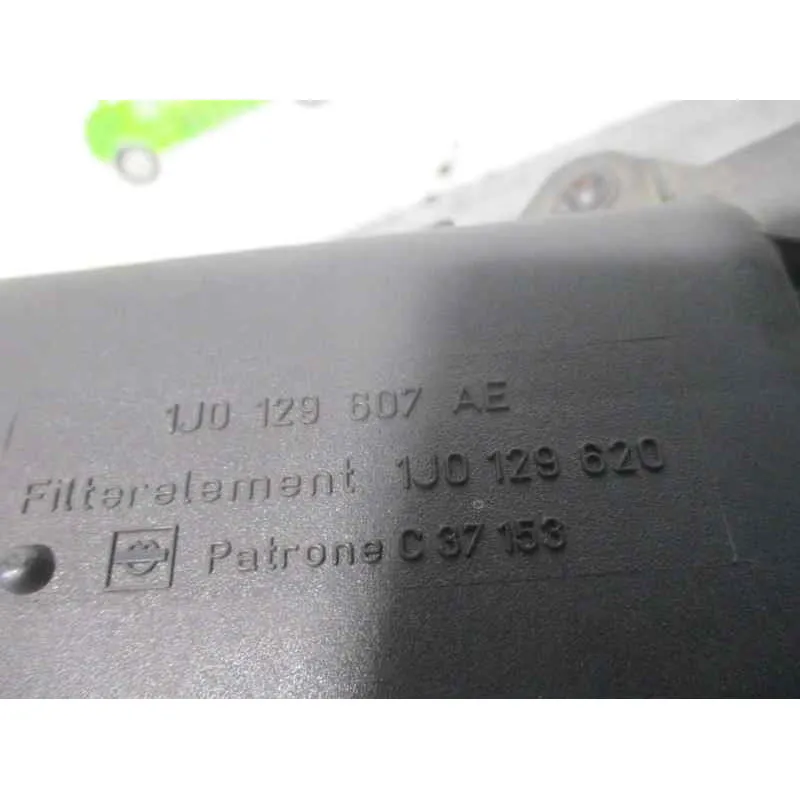 1J0 129 607 AE
Filterelement 1J0 129 620
Patrone C 37 153